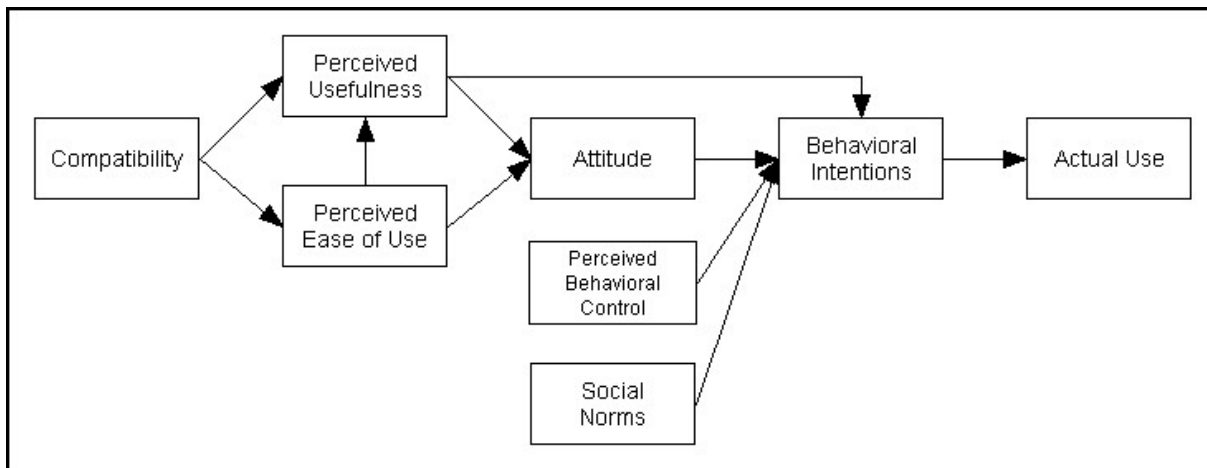 Perceived
Usefulness
Compatibility
Attitude
Behavioral
Intentions
Actual Use
Perceived
Ease of Use
Perceived
Behavioral
Control
Social
Norms